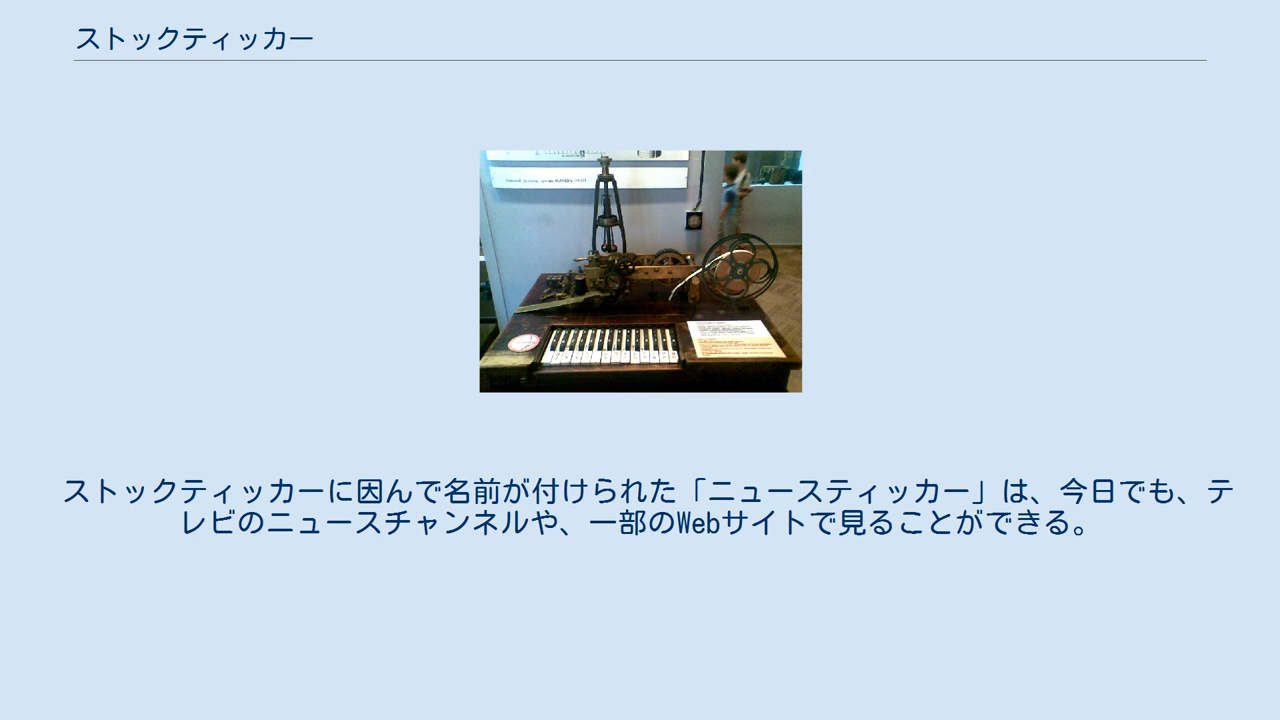 ストックティッカー
ストックティッカーに因んで名前が付けられた「ニュースティッカー」は、今日でも、テ
レビのニュースチャンネルや、一部のWebサイトで見ることができる。